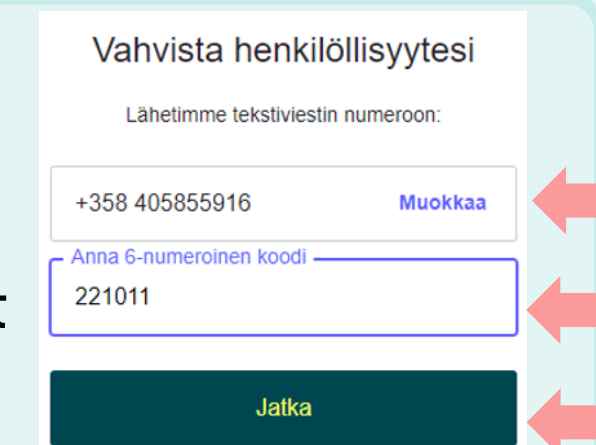 Vahvista henkilöllisyytesi
Lähetimme tekstiviestin numeroon:
+358 405855916 Muokkaa
Anna 6-numeroinen koodi
221011
Jatka